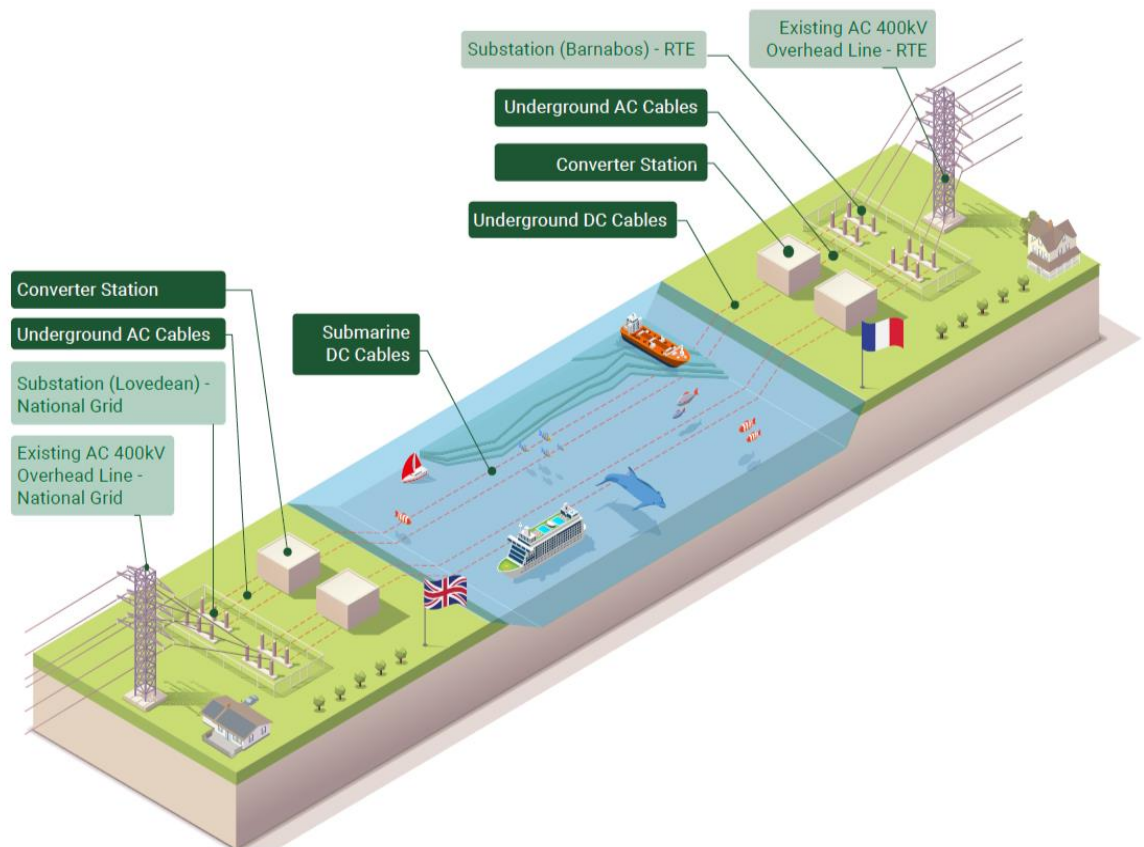 Existing AC 400kV
Overhead Line - RTE
Substation (Barnabos) - RTE
Underground AC Cables
Converter Station
Underground DC Cables
Converter Station
Underground AC Cables
Submarine
DC Cables
Substation (Lovedean) -
National Grid
Existing AC 400kV
Overhead Line -
National Grid